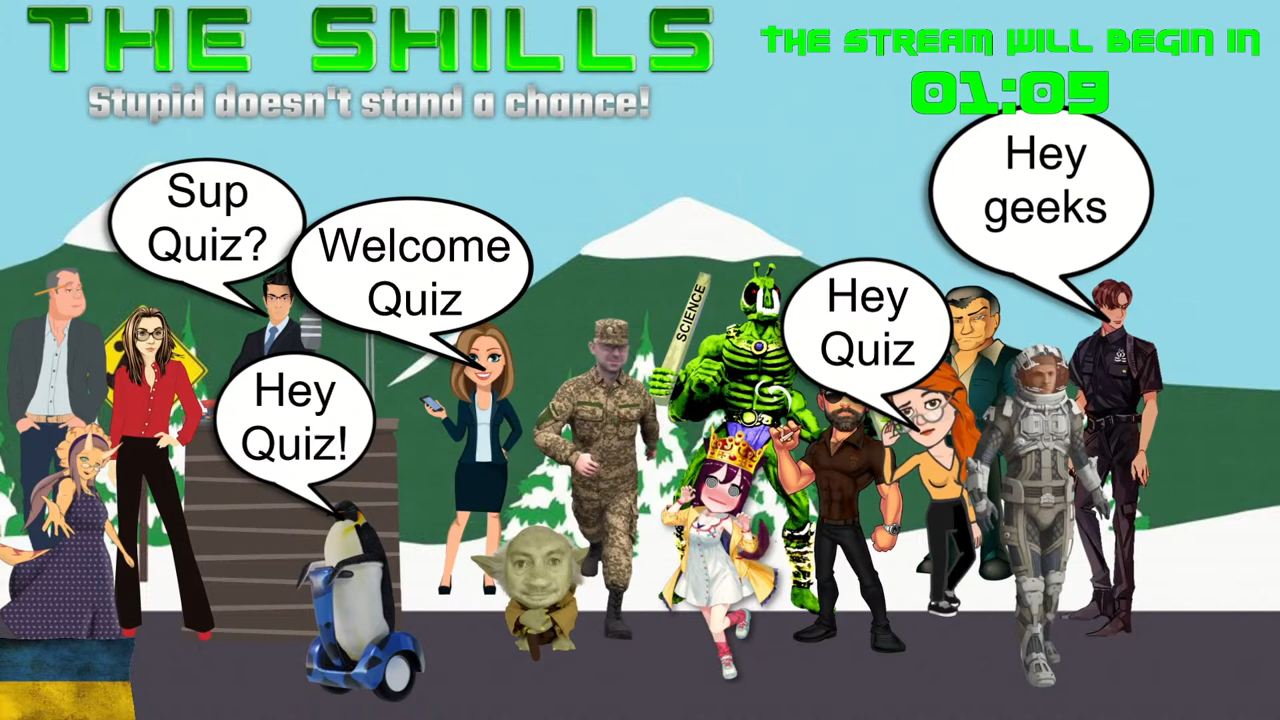 THE SHILLS
Stupid doesn't stand a chance!
THE STREAM WILL BEGIN IN
01:09
Hey
geeks
Sup
Quiz?
Welcome
Quiz
Hey
Quiz
SCIENCE
Hey
Quiz!